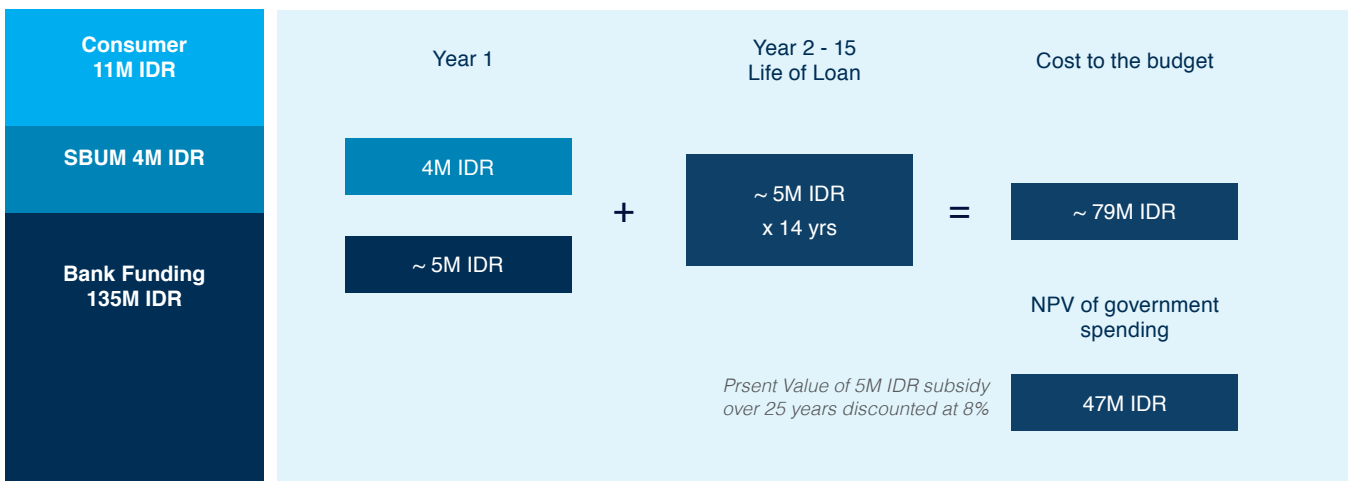 Consumer
11M IDR
SBUM 4M IDR
Bank Funding
135M IDR
Year 1
4M IDR
~ 5M IDR
+
Year 2 - 15
Life of Loan
~ 5M IDR
x 14 yrs
=
Cost to the budget
~ 79M IDR
NPV of government
spending
Prsent Value of 5M IDR subsidy
over 25 years discounted at 8%
47M IDR